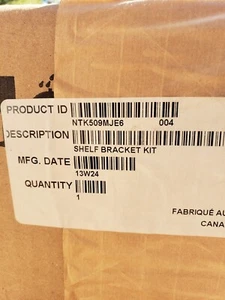 PRODUCT ID
NTK509MJE6 004
DESCRIPTION
SHELF BRACKET KIT
MFG. DATE
13W24
QUANTITY
1
FABRIQUÉ AU
CANA